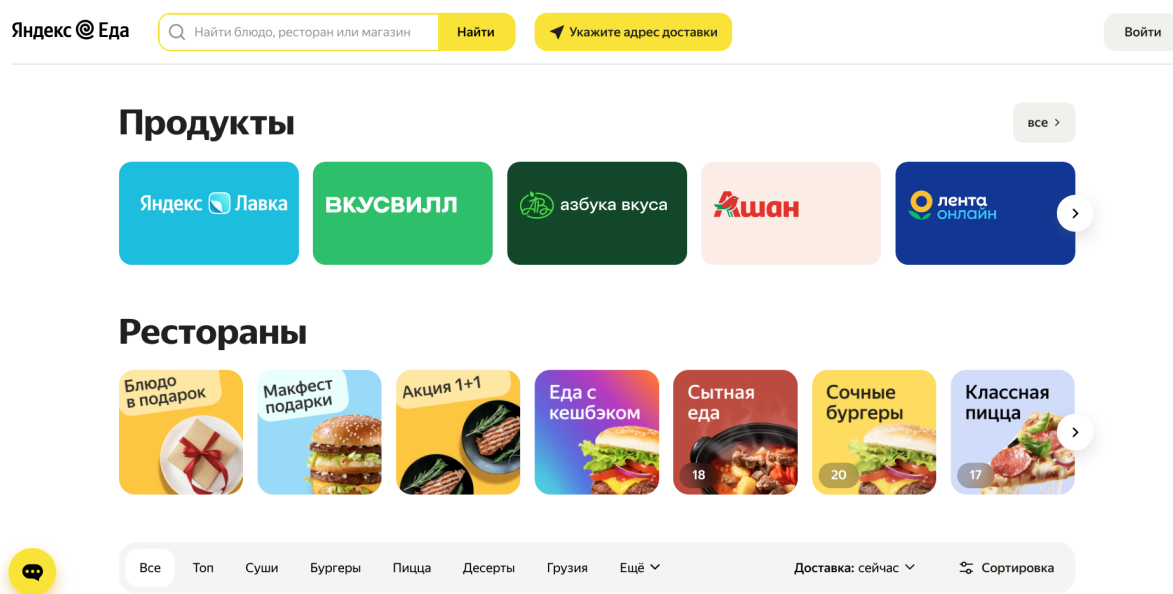 Яндекс Еда
Найти блюдо, ресторан или магазин
Найти
Укажите адрес доставки
Войти
Продукты
все
Яндекс Лавка
ВКУСВИЛЛ
АВ азбука вкуса
Ашан
лента
онлайн
Рестораны
Блюдо
в подарок
Макфест
подарки
Акция 1+1
Еда с
кешбэком
Сытная
еда
18
Сочные
бургеры
20
Классная
пицца
17
Все
Топ
Суши
Бургеры
Пицца
Десерты
Грузия
Ещё
Доставка: сейчас
Сортировка